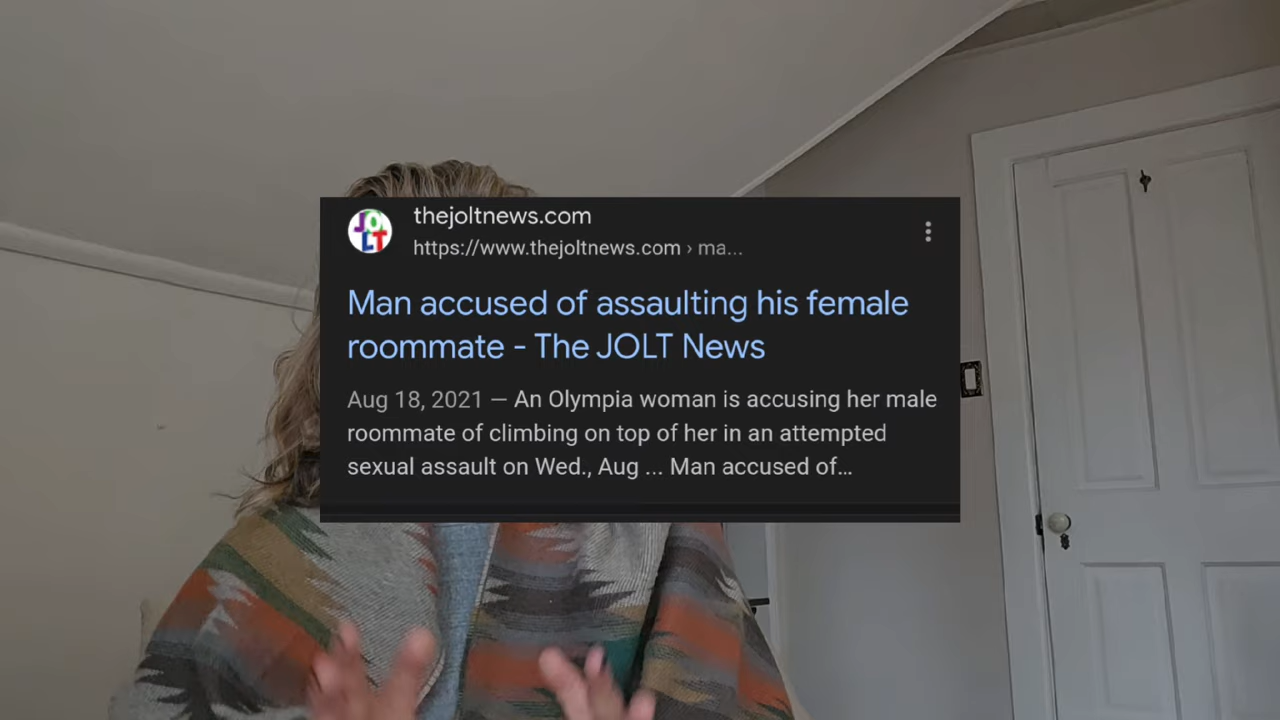 JOLT
thejoltnews.com
https://www.thejoltnews.com › ma...
Man accused of assaulting his female
roommate - The JOLT News
Aug 18, 2021 — An Olympia woman is accusing her male
roommate of climbing on top of her in an attempted
sexual assault on Wed., Aug ... Man accused of...